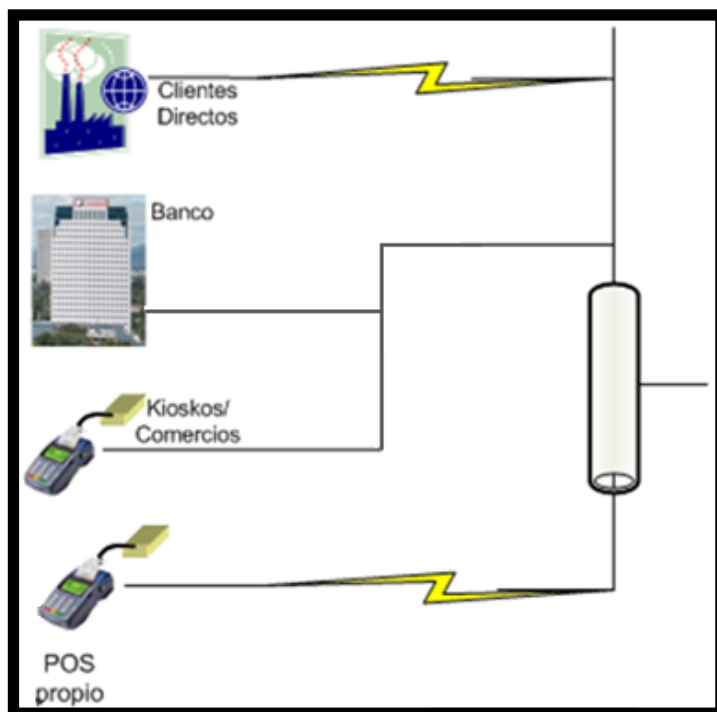 Clientes
Directos
Banco
Kioskos/
Comercios
POS
propio